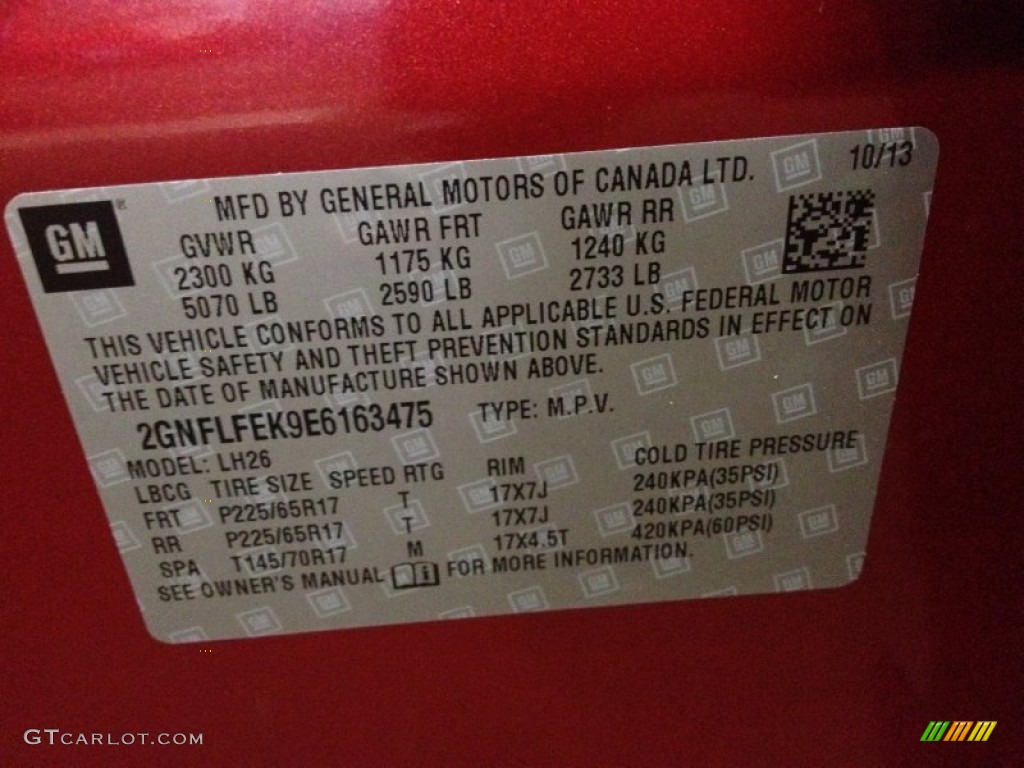 GM
MFD BY GENERAL MOTORS OF CANADA LTD. 10/13
GVWR GAWR FRT GAWR RR
2300 KG 1175 KG 1240 KG
5070 LB 2590 LB 2733 LB
THIS VEHICLE CONFORMS TO ALL APPLICABLE U.S. FEDERAL MOTOR
VEHICLE SAFETY AND THEFT PREVENTION STANDARDS IN EFFECT ON
THE DATE OF MANUFACTURE SHOWN ABOVE.
2GNFLFEK9E6163475 TYPE: M.P.V.
MODEL: LH26
LBCG TIRE SIZE SPEED RTG RIM COLD TIRE PRESSURE
FRT P225/65R17 T 17X7J 240KPA(35PSI)
RR P225/65R17 T 17X7J 240KPA(35PSI)
SPA T145/70R17 M 17X4.5T 420KPA(60PSI)
SEE OWNER'S MANUAL FOR MORE INFORMATION.
GTCARLOT.COM